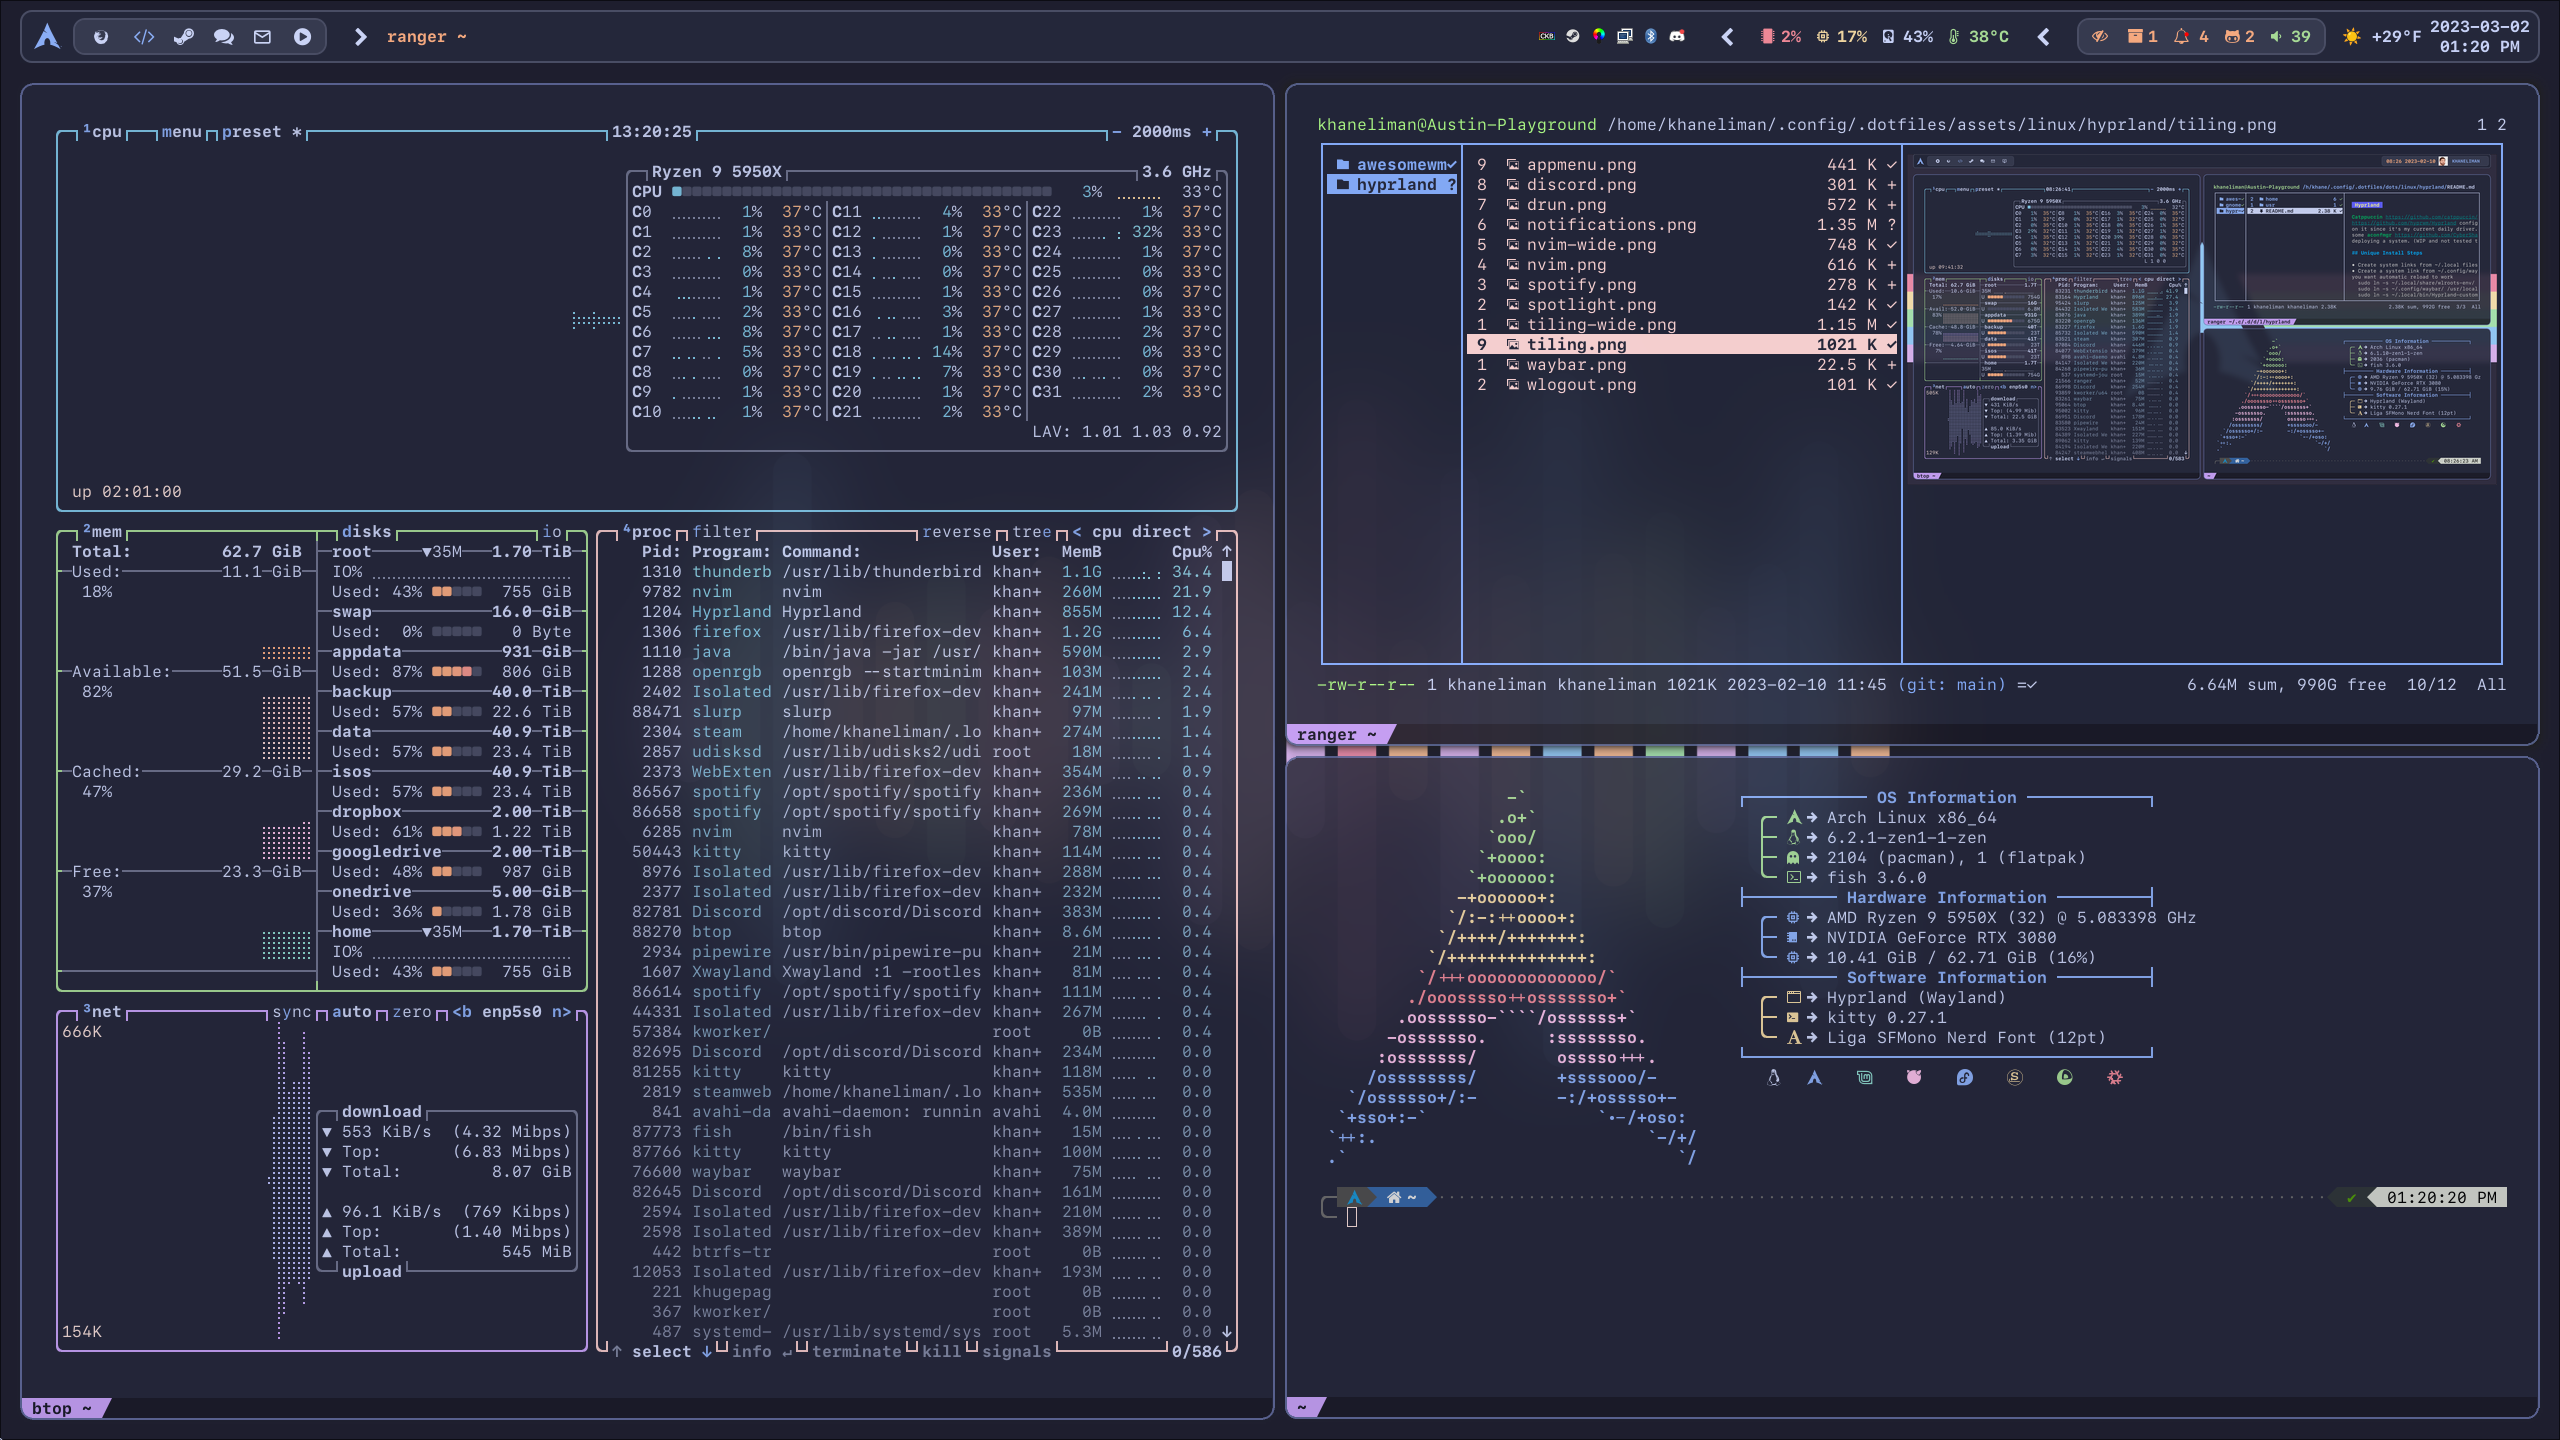 ranger ~
2% 17% 43% 38°C
1 4 2 39
+29°F
2023-03-02
01:20 PM
¹cpu menu preset * 13:20:25 - 2000ms +
Ryzen 9 5950X 3.6 GHz
CPU 3% 33°C
C0 1% 37°C C11 4% 33°C C22 1% 37°C
C1 1% 33°C C12 1% 37°C C23 32% 33°C
C2 8% 37°C C13 0% 33°C C24 1% 37°C
C3 0% 33°C C14 0% 37°C C25 0% 33°C
C4 1% 37°C C15 1% 33°C C26 0% 37°C
C5 2% 33°C C16 3% 37°C C27 1% 33°C
C6 8% 37°C C17 1% 33°C C28 2% 37°C
C7 5% 33°C C18 14% 37°C C29 0% 33°C
C8 0% 37°C C19 7% 33°C C30 0% 37°C
C9 1% 33°C C20 1% 37°C C31 2% 33°C
C10 1% 37°C C21 2% 33°C
LAV: 1.01 1.03 0.92
up 02:01:00
²mem
Total: 62.7 GiB
Used: 11.1 GiB
18%
Available: 51.5 GiB
82%
Cached: 29.2 GiB
47%
Free: 23.3 GiB
37%
disks io
root ▼35M 1.70 TiB
IO%
Used: 43% 755 GiB
swap 16.0 GiB
Used: 0% 0 Byte
appdata 931 GiB
Used: 87% 806 GiB
backup 40.0 TiB
Used: 57% 22.6 TiB
data 40.9 TiB
Used: 57% 23.4 TiB
isos 40.9 TiB
Used: 57% 23.4 TiB
dropbox 2.00 TiB
Used: 61% 1.22 TiB
googledrive 2.00 TiB
Used: 48% 987 GiB
onedrive 5.00 GiB
Used: 36% 1.78 GiB
home ▼35M 1.70 TiB
IO%
Used: 43% 755 GiB
³net sync auto zero <b enp5s0 n>
666K
download
▼ 553 KiB/s (4.32 Mibps)
▼ Top: (6.83 Mibps)
▼ Total: 8.07 GiB
▲ 96.1 KiB/s (769 Kibps)
▲ Top: (1.40 Mibps)
▲ Total: 545 MiB
upload
154K
⁴proc filter reverse tree < cpu direct >
Pid: Program: Command: User: MemB Cpu% ↑
1310 thunderb /usr/lib/thunderbird khan+ 1.1G 34.4
9782 nvim nvim khan+ 260M 21.9
1204 Hyprland Hyprland khan+ 855M 12.4
1306 firefox /usr/lib/firefox-dev khan+ 1.2G 6.4
1110 java /bin/java -jar /usr/ khan+ 590M 2.9
1288 openrgb openrgb --startminim khan+ 103M 2.4
2402 Isolated /usr/lib/firefox-dev khan+ 241M 2.4
88471 slurp slurp khan+ 97M 1.9
2304 steam /home/khaneliman/.lo khan+ 274M 1.4
2857 udisksd /usr/lib/udisks2/udi root 18M 1.4
2373 WebExten /usr/lib/firefox-dev khan+ 354M 0.9
86567 spotify /opt/spotify/spotify khan+ 236M 0.4
86658 spotify /opt/spotify/spotify khan+ 269M 0.4
6285 nvim nvim khan+ 78M 0.4
50443 kitty kitty khan+ 114M 0.4
8976 Isolated /usr/lib/firefox-dev khan+ 288M 0.4
2377 Isolated /usr/lib/firefox-dev khan+ 232M 0.4
82781 Discord /opt/discord/Discord khan+ 383M 0.4
88270 btop btop khan+ 8.6M 0.4
2934 pipewire /usr/bin/pipewire-pu khan+ 21M 0.4
1607 Xwayland Xwayland :1 -rootles khan+ 81M 0.4
86614 spotify /opt/spotify/spotify khan+ 111M 0.4
44331 Isolated /usr/lib/firefox-dev khan+ 267M 0.4
57384 kworker/ root 0B 0.4
82695 Discord /opt/discord/Discord khan+ 234M 0.0
81255 kitty kitty khan+ 118M 0.0
2819 steamweb /home/khaneliman/.lo khan+ 535M 0.0
841 avahi-da avahi-daemon: runnin avahi 4.0M 0.0
87773 fish /bin/fish khan+ 15M 0.0
87766 kitty kitty khan+ 100M 0.0
76600 waybar waybar khan+ 75M 0.0
82645 Discord /opt/discord/Discord khan+ 161M 0.0
2594 Isolated /usr/lib/firefox-dev khan+ 210M 0.0
2598 Isolated /usr/lib/firefox-dev khan+ 389M 0.0
442 btrfs-tr root 0B 0.0
12053 Isolated /usr/lib/firefox-dev khan+ 193M 0.0
221 khugepag root 0B 0.0
367 kworker/ root 0B 0.0
487 systemd- /usr/lib/systemd/sys root 5.3M 0.0 ↓
↑ select ↓ info ↵ terminate kill signals 0/586
btop ~
khaneliman@Austin-Playground /home/khaneliman/.config/.dotfiles/assets/linux/hyprland/tiling.png 1 2
awesomewm✓
hyprland ?
9 appmenu.png 441 K ✓
8 discord.png 301 K +
7 drun.png 572 K +
6 notifications.png 1.35 M ?
5 nvim-wide.png 748 K ✓
4 nvim.png 616 K +
3 spotify.png 278 K +
2 spotlight.png 142 K ✓
1 tiling-wide.png 1.15 M ✓
9 tiling.png 1021 K ✓
1 waybar.png 22.5 K +
2 wlogout.png 101 K ✓
-rw-r--r-- 1 khaneliman khaneliman 1021K 2023-02-10 11:45 (git: main) =✓ 6.64M sum, 990G free 10/12 All
ranger ~
OS Information
Arch Linux x86_64
6.2.1-zen1-1-zen
2104 (pacman), 1 (flatpak)
fish 3.6.0
Hardware Information
AMD Ryzen 9 5950X (32) @ 5.083398 GHz
NVIDIA GeForce RTX 3080
10.41 GiB / 62.71 GiB (16%)
Software Information
Hyprland (Wayland)
kitty 0.27.1
Liga SFMono Nerd Font (12pt)
~ ✔ 01:20:20 PM
~